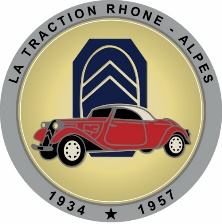 LA TRACTION RHONE - ALPES
1934 ★ 1957